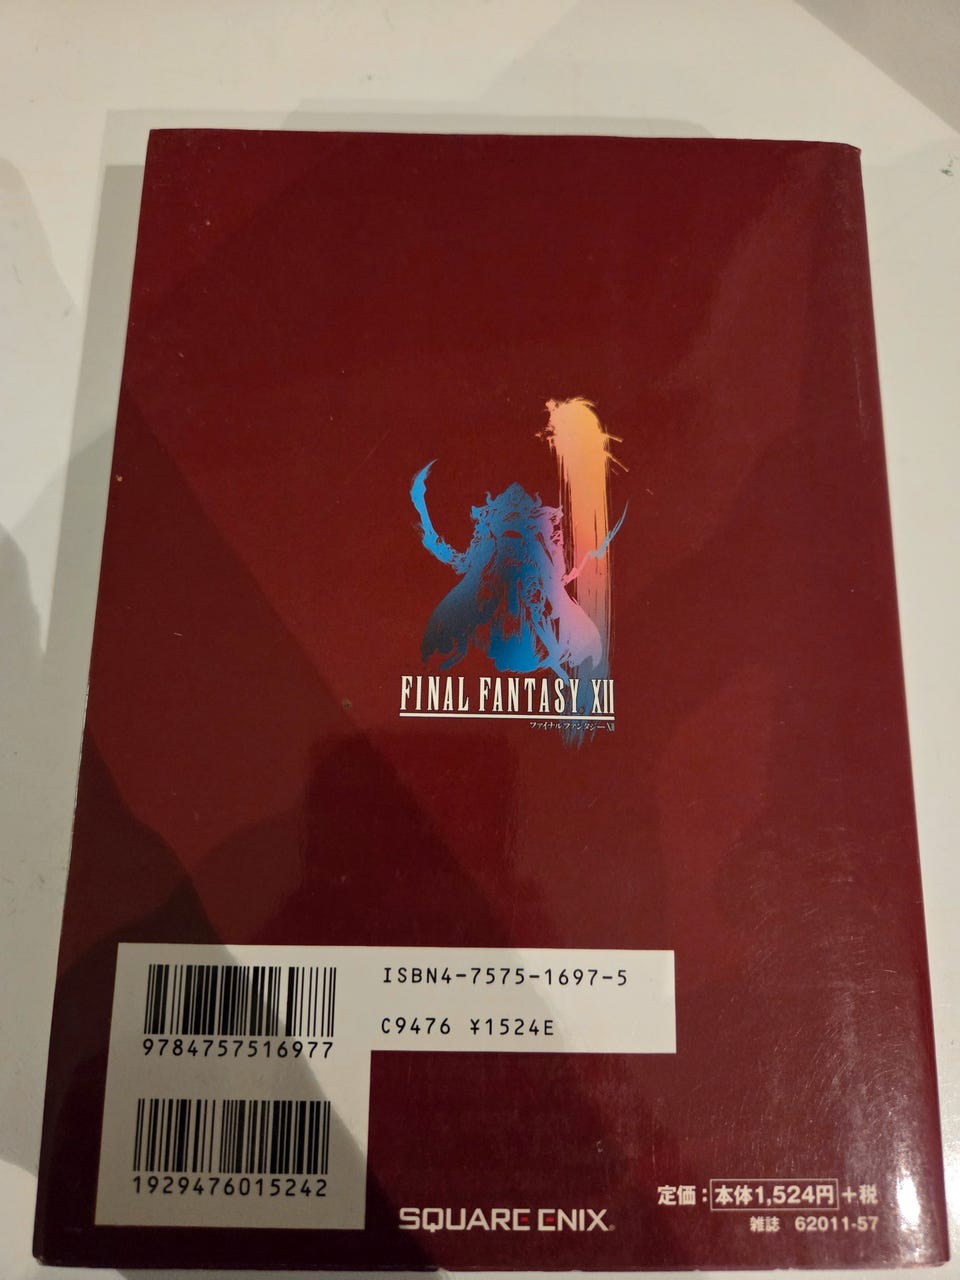 FINAL FANTASY XII
ファイナルファンタジーXII
ISBN4-7575-1697-5
C9476 ¥1524E
9784757516977
1929476015242
定価：本体1,524円+税
雑誌 62011-57
SQUARE ENIX®